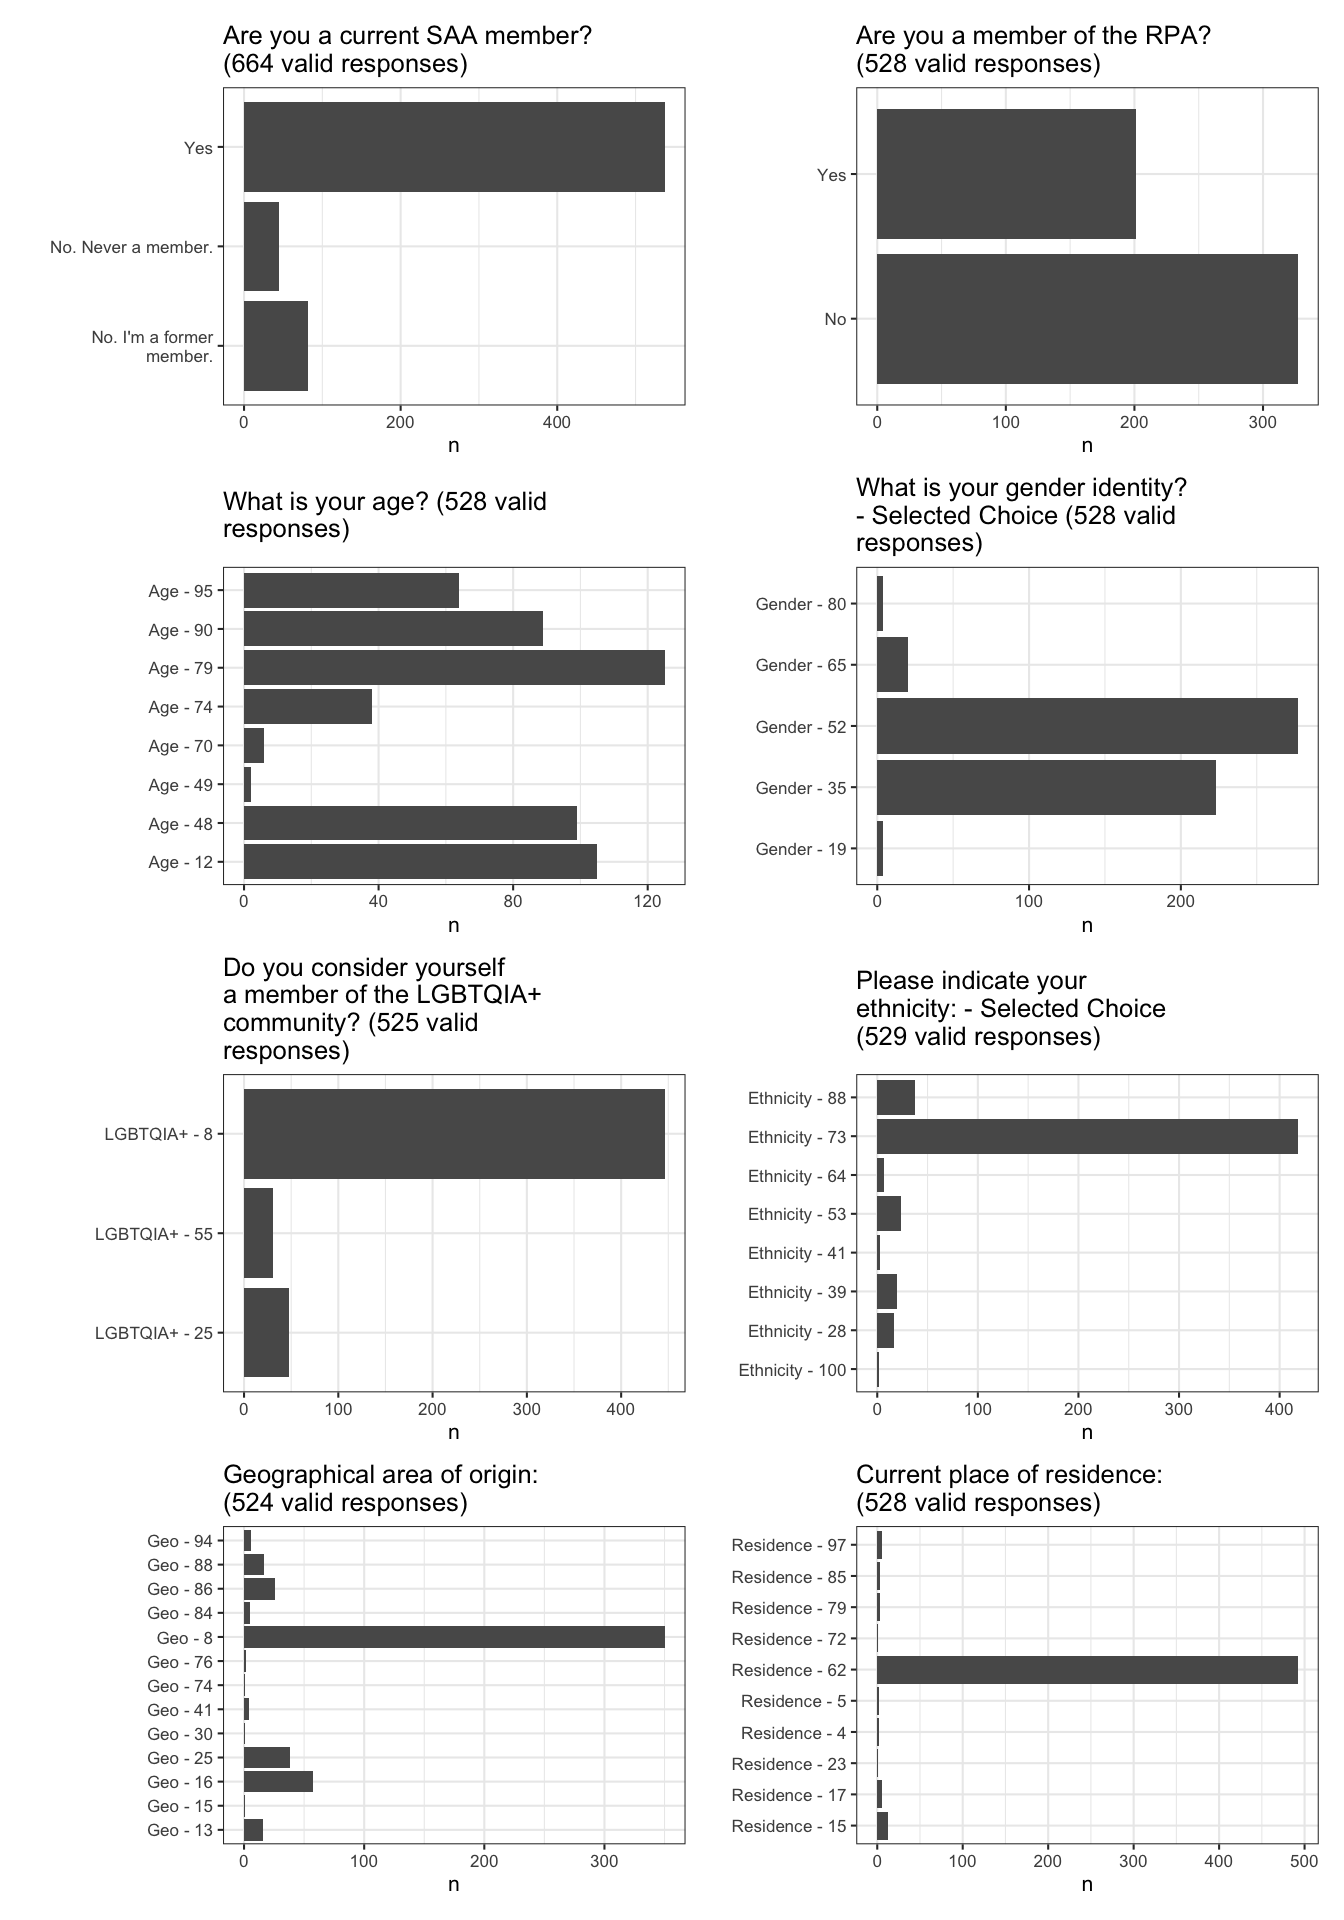 Are you a current SAA member?
(664 valid responses)
Yes
No. Never a member.
No. I'm a former
member.
0 200 400
n
Are you a member of the RPA?
(528 valid responses)
Yes
No
0 100 200 300
n
What is your age? (528 valid
responses)
Age - 95
Age - 90
Age - 79
Age - 74
Age - 70
Age - 49
Age - 48
Age - 12
0 40 80 120
n
What is your gender identity?
- Selected Choice (528 valid
responses)
Gender - 80
Gender - 65
Gender - 52
Gender - 35
Gender - 19
0 100 200
n
Do you consider yourself
a member of the LGBTQIA+
community? (525 valid
responses)
LGBTQIA+ - 8
LGBTQIA+ - 55
LGBTQIA+ - 25
0 100 200 300 400
n
Please indicate your
ethnicity: - Selected Choice
(529 valid responses)
Ethnicity - 88
Ethnicity - 73
Ethnicity - 64
Ethnicity - 53
Ethnicity - 41
Ethnicity - 39
Ethnicity - 28
Ethnicity - 100
0 100 200 300 400
n
Geographical area of origin:
(524 valid responses)
Geo - 94
Geo - 88
Geo - 86
Geo - 84
Geo - 8
Geo - 76
Geo - 74
Geo - 41
Geo - 30
Geo - 25
Geo - 16
Geo - 15
Geo - 13
0 100 200 300
n
Current place of residence:
(528 valid responses)
Residence - 97
Residence - 85
Residence - 79
Residence - 72
Residence - 62
Residence - 5
Residence - 4
Residence - 23
Residence - 17
Residence - 15
0 100 200 300 400 500
n